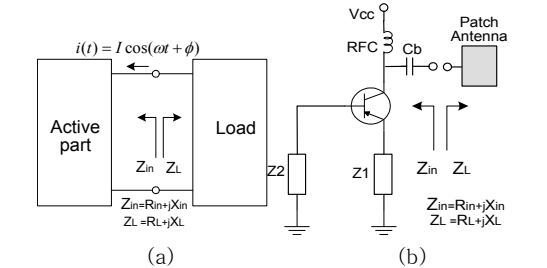 i(t) = I cos(ωt + ϕ)
Active part
Load
Zin ZL
Zin=Rin+jXin
ZL =RL+jXL
(a)
Vcc
RFC
Cb
Patch Antenna
Z2
Z1
Zin ZL
Zin=Rin+jXin
ZL =RL+jXL
(b)